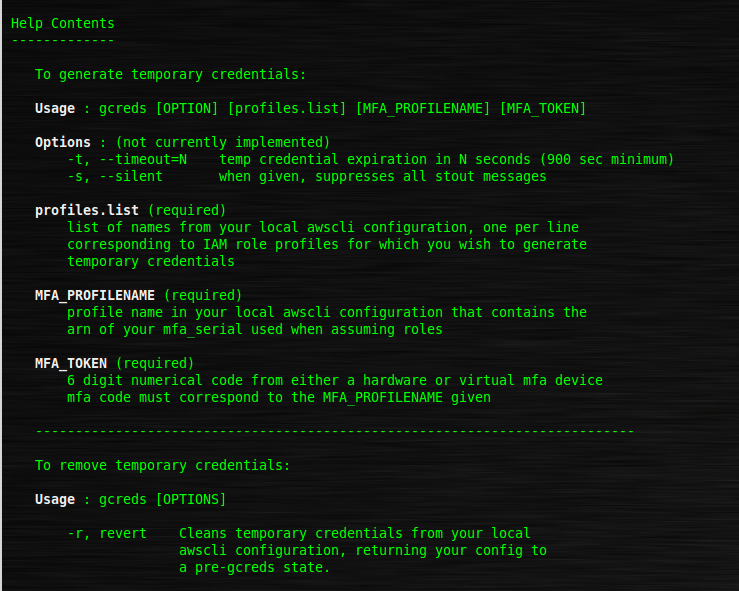 Help Contents
-------------
To generate temporary credentials:
Usage : gcreds [OPTION] [profiles.list] [MFA_PROFILENAME] [MFA_TOKEN]
Options : (not currently implemented)
-t, --timeout=N    temp credential expiration in N seconds (900 sec minimum)
-s, --silent       when given, suppresses all stout messages
profiles.list (required)
list of names from your local awscli configuration, one per line
corresponding to IAM role profiles for which you wish to generate
temporary credentials
MFA_PROFILENAME (required)
profile name in your local awscli configuration that contains the
arn of your mfa_serial used when assuming roles
MFA_TOKEN (required)
6 digit numerical code from either a hardware or virtual mfa device
mfa code must correspond to the MFA_PROFILENAME given
---------------------------------------------------------------------------
To remove temporary credentials:
Usage : gcreds [OPTIONS]
-r, revert    Cleans temporary credentials from your local
awscli configuration, returning your config to
a pre-gcreds state.